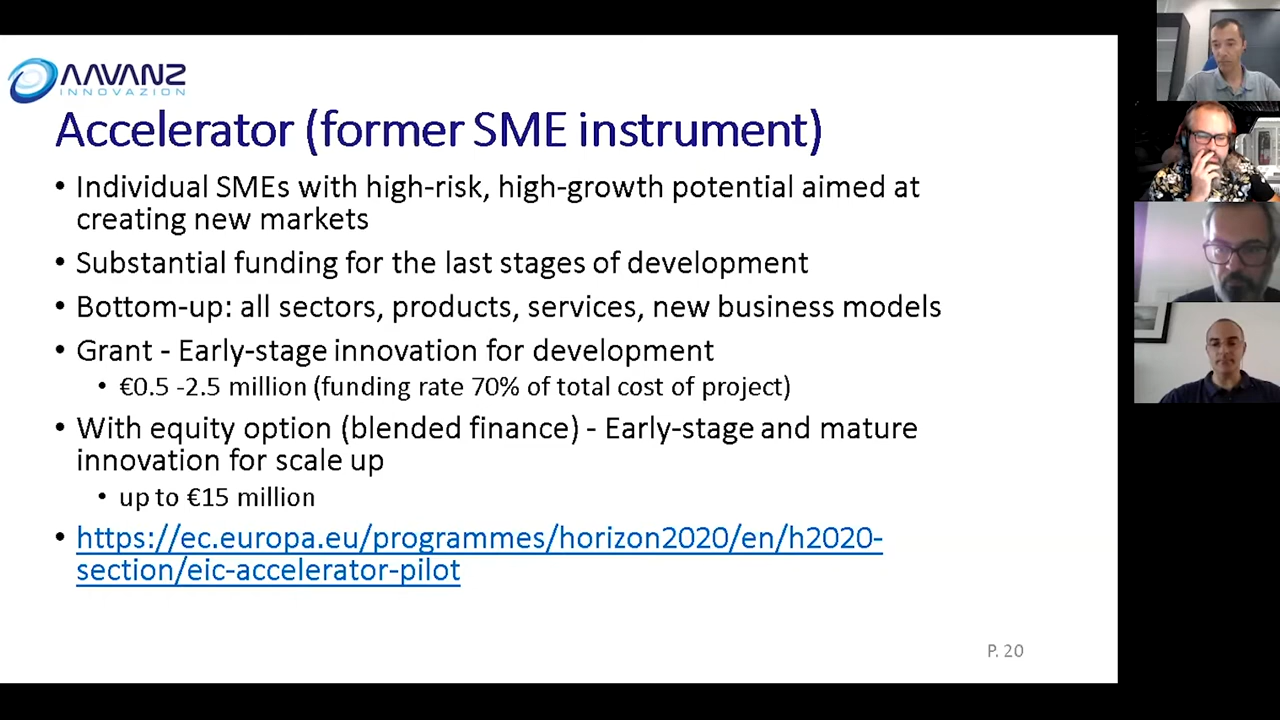 AAVANZ
INNOVAZION
Accelerator (former SME instrument)
• Individual SMEs with high-risk, high-growth potential aimed at
creating new markets
• Substantial funding for the last stages of development
• Bottom-up: all sectors, products, services, new business models
• Grant - Early-stage innovation for development
• €0.5 -2.5 million (funding rate 70% of total cost of project)
• With equity option (blended finance) - Early-stage and mature
innovation for scale up
• up to €15 million
• https://ec.europa.eu/programmes/horizon2020/en/h2020-
section/eic-accelerator-pilot
P. 20